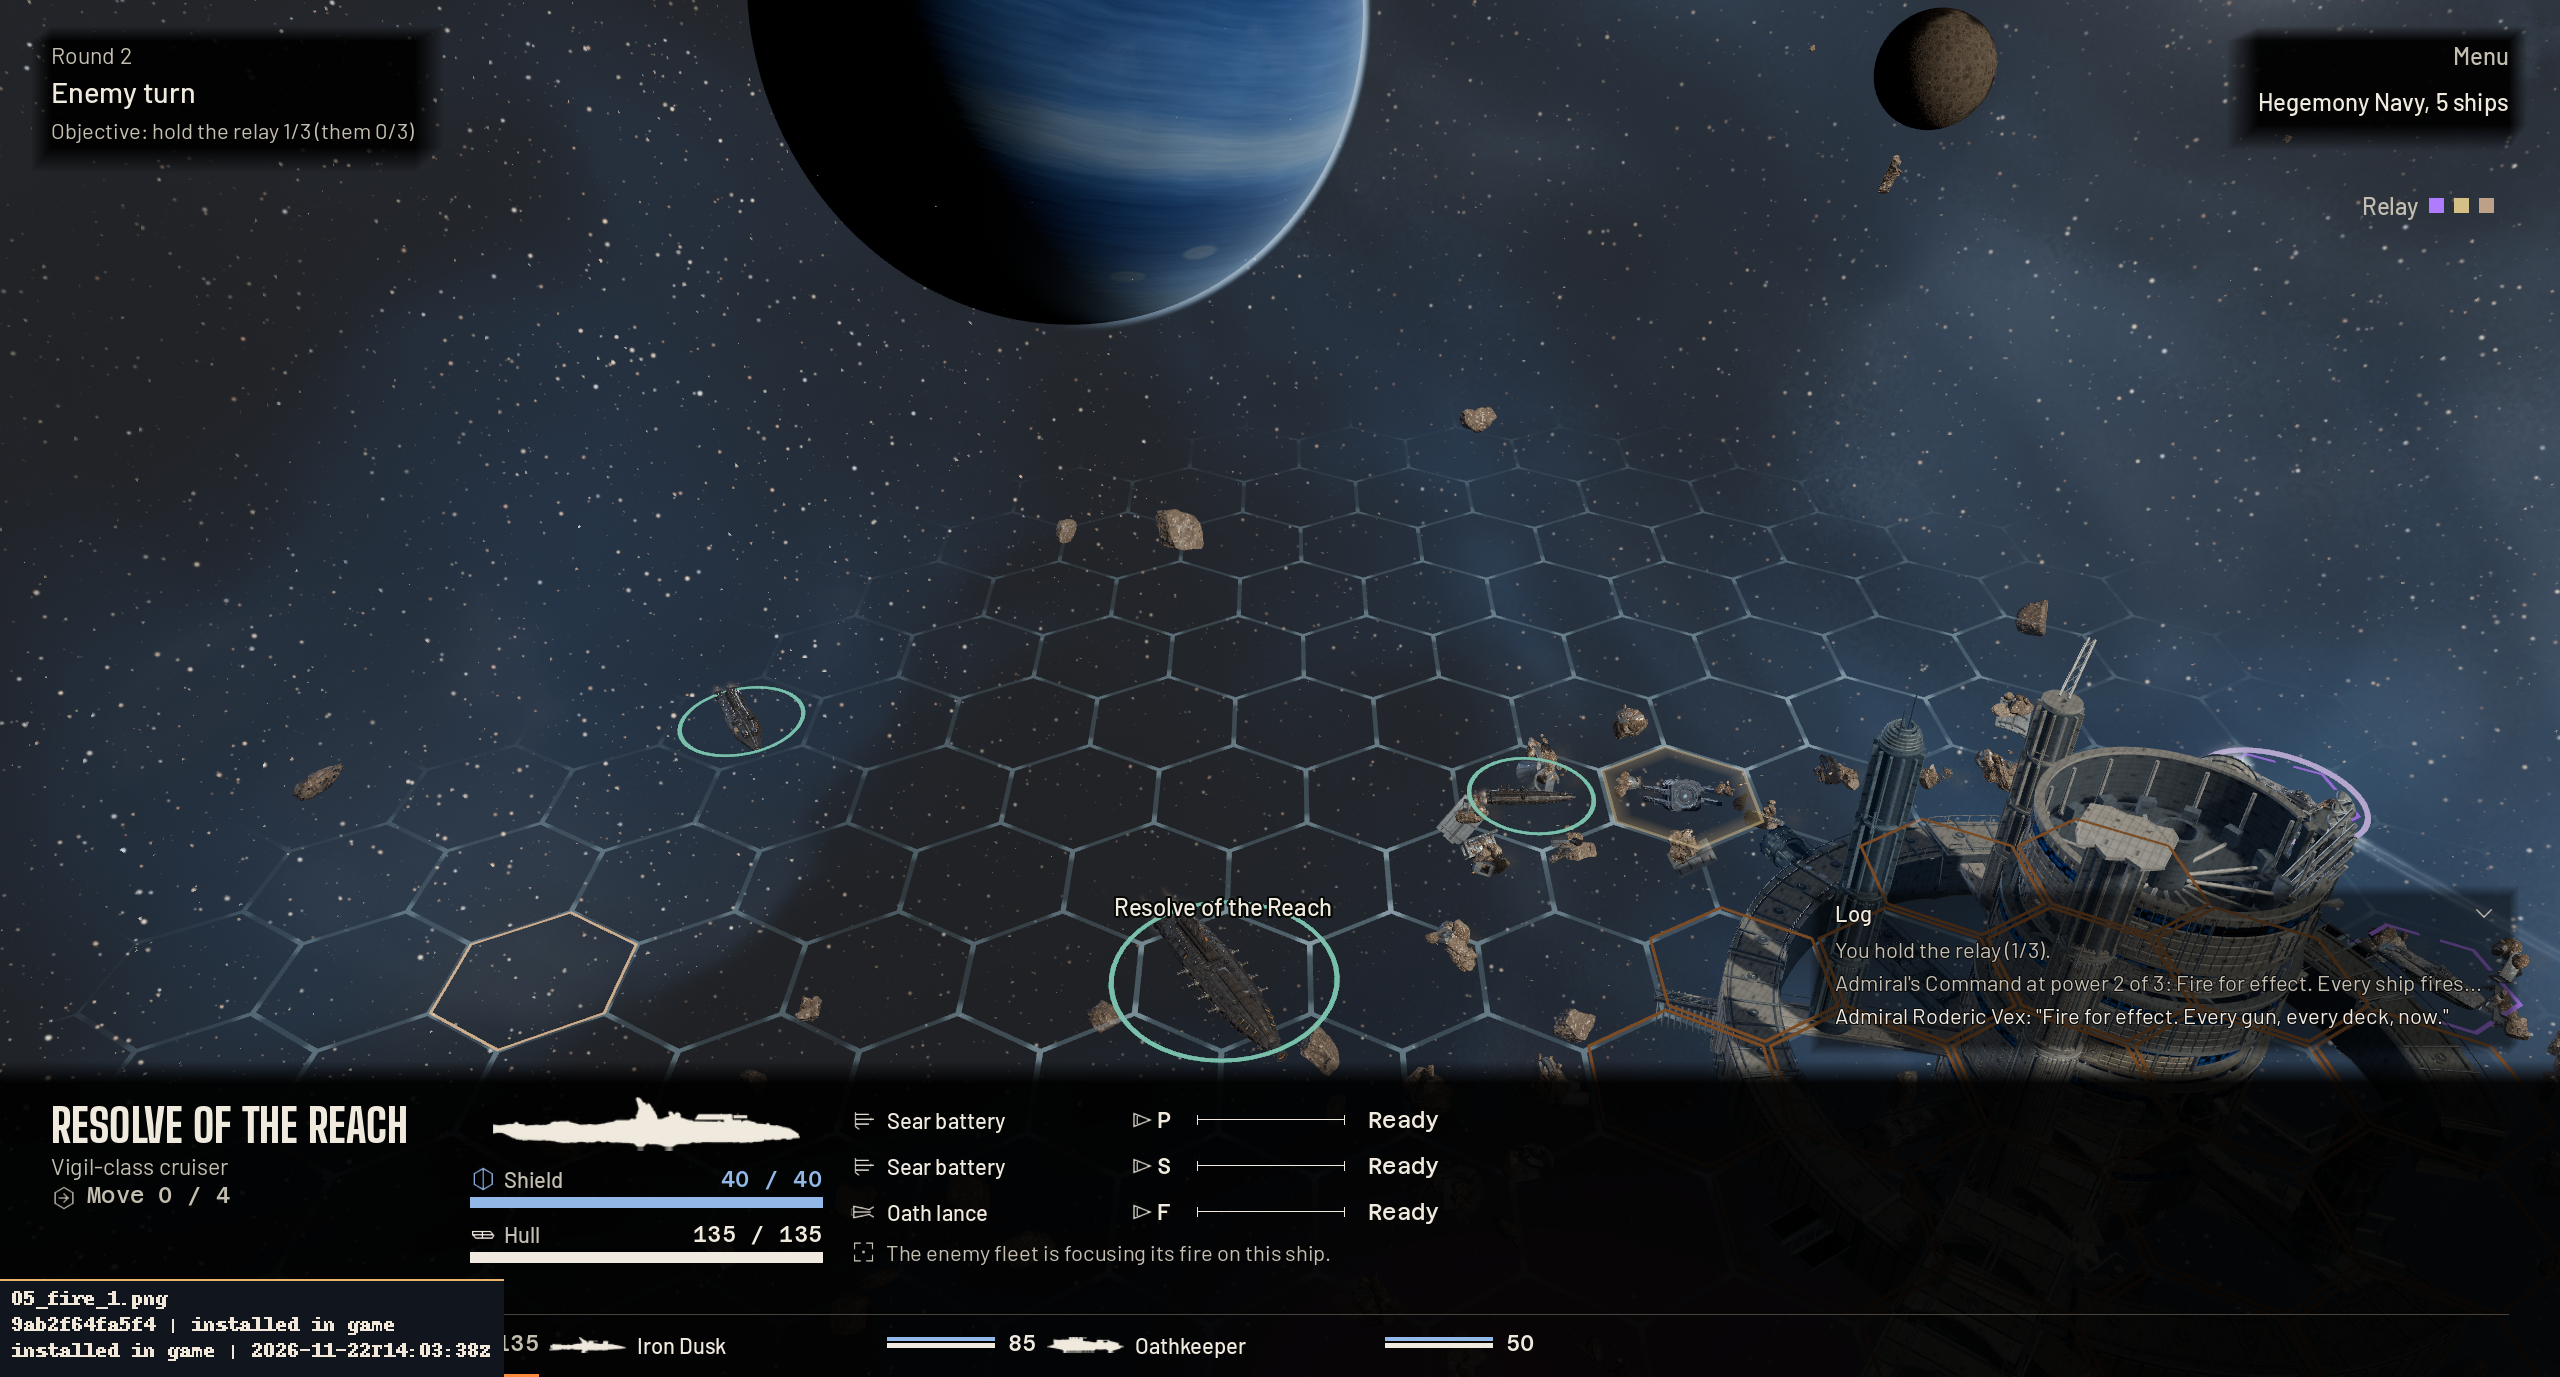 Round 2
Enemy turn
Objective: hold the relay 1/3 (them 0/3)
Menu
Hegemony Navy, 5 ships
Relay
Resolve of the Reach
Log
You hold the relay (1/3).
Admiral's Command at power 2 of 3: Fire for effect. Every ship fires...
Admiral Roderic Vex: "Fire for effect. Every gun, every deck, now."
RESOLVE OF THE REACH
Vigil-class cruiser
Move 0 / 4
Shield 40 / 40
Hull 135 / 135
Sear battery P Ready
Sear battery S Ready
Oath lance F Ready
The enemy fleet is focusing its fire on this ship.
05_fire_1.png
9ab2f64fa5f4 | installed in game
installed in game | 2026-11-22T14:03:38Z
135 Iron Dusk 85 Oathkeeper 50